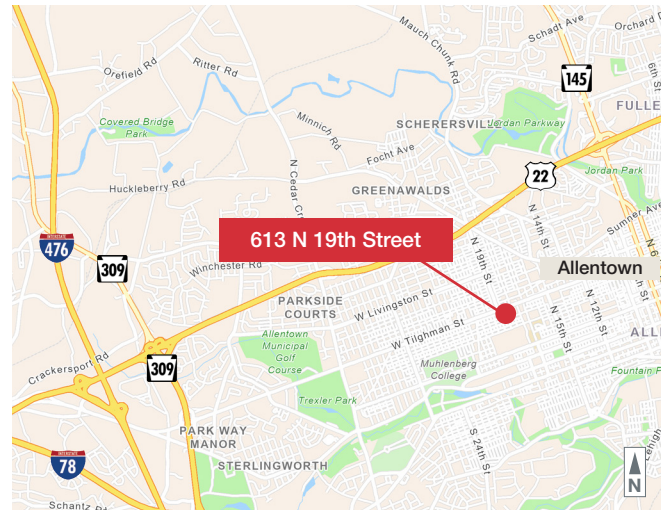 Schadt Ave
Orchard
Mauch Chunk Rd
Ritter Rd
Orefield Rd
145
6th St
FULLE
Covered Bridge
Park
Minnich Rd
SCHERERSVILLE
Jordan Parkway
Focht Ave
22
Jordan Park
Huckleberry Rd
N Cedar Cr
GREENAWALDS
N 14th St
Sumner Ave
476
309
613 N 19th Street
N 19th St
N 6
Winchester Rd
Allentown
PARKSIDE
COURTS
W Livingston St
N 15th St
N 12th St
Allentown
Municipal
Golf
Course
W Tilghman St
ALL
Crackersport Rd
309
Muhlenberg
College
Fountain P
Trexler Park
PARK WAY
MANOR
S 24th St
Lehigh
78
STERLINGWORTH
N
Schantz Rd